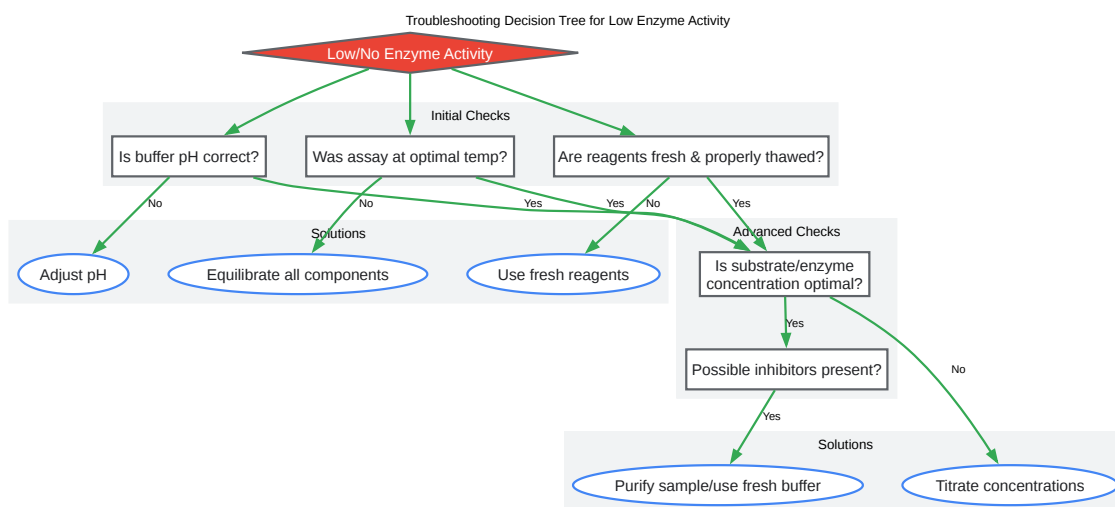 Troubleshooting Decision Tree for Low Enzyme Activity
Low/No Enzyme Activity
Initial Checks
Is buffer pH correct?
Was assay at optimal temp?
Are reagents fresh & properly thawed?
No
No
Yes
Yes
No
Yes
Solutions
Advanced Checks
Adjust pH
Equilibrate all components
Use fresh reagents
Is substrate/enzyme
concentration optimal?
Yes
No
Possible inhibitors present?
Yes
Solutions
Purify sample/use fresh buffer
Titrate concentrations